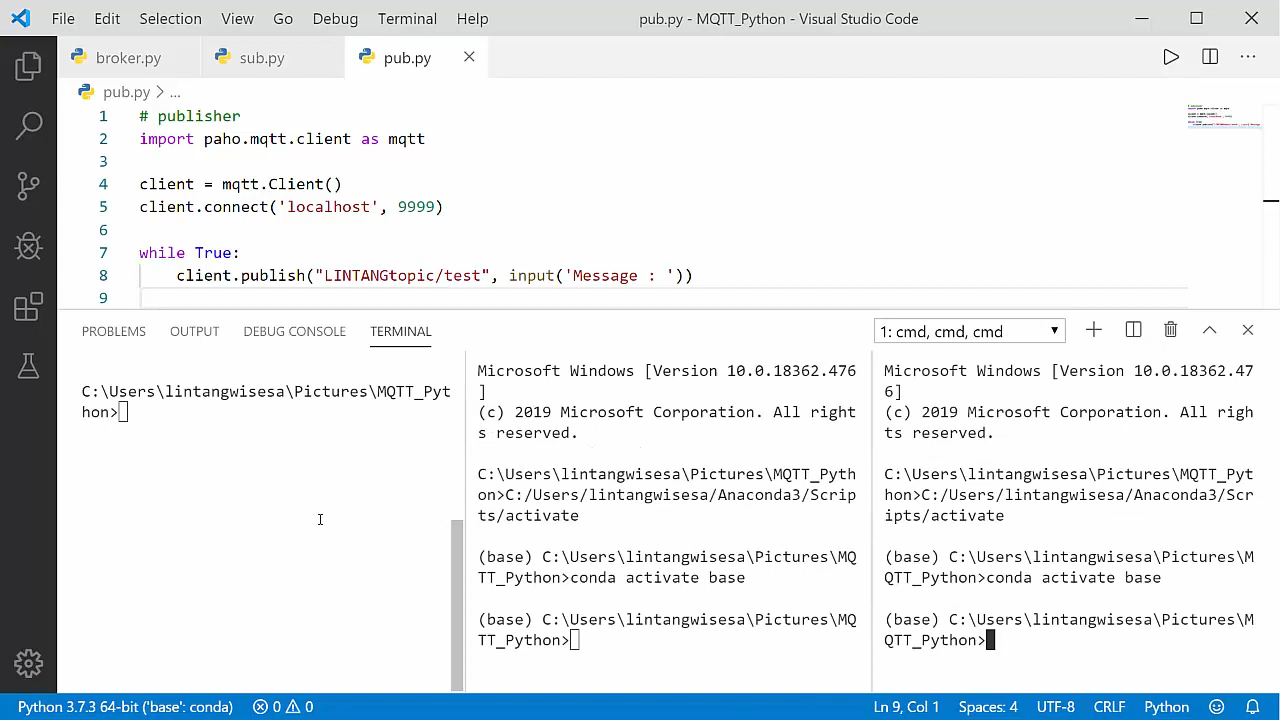 File Edit Selection View Go Debug Terminal Help pub.py - MQTT_Python - Visual Studio Code
broker.py sub.py pub.py
pub.py > ...
1 # publisher
2 import paho.mqtt.client as mqtt
3
4 client = mqtt.Client()
5 client.connect('localhost', 9999)
6
7 while True:
8 client.publish("LINTANGtopic/test", input('Message : '))
9
PROBLEMS OUTPUT DEBUG CONSOLE TERMINAL 1: cmd, cmd, cmd
C:\Users\lintangwisesa\Pictures\MQTT_Pyt
hon>
Microsoft Windows [Version 10.0.18362.476
]
(c) 2019 Microsoft Corporation. All right
s reserved.
C:\Users\lintangwisesa\Pictures\MQTT_Pyth
on>C:/Users/lintangwisesa/Anaconda3/Scrip
ts/activate
(base) C:\Users\lintangwisesa\Pictures\MQ
TT_Python>conda activate base
(base) C:\Users\lintangwisesa\Pictures\MQ
TT_Python>
Microsoft Windows [Version 10.0.18362.47
6]
(c) 2019 Microsoft Corporation. All righ
ts reserved.
C:\Users\lintangwisesa\Pictures\MQTT_Pyt
hon>C:/Users/lintangwisesa/Anaconda3/Scr
ipts/activate
(base) C:\Users\lintangwisesa\Pictures\M
QTT_Python>conda activate base
(base) C:\Users\lintangwisesa\Pictures\M
QTT_Python>
Python 3.7.3 64-bit ('base': conda) 0 0 Ln 9, Col 1 Spaces: 4 UTF-8 CRLF Python